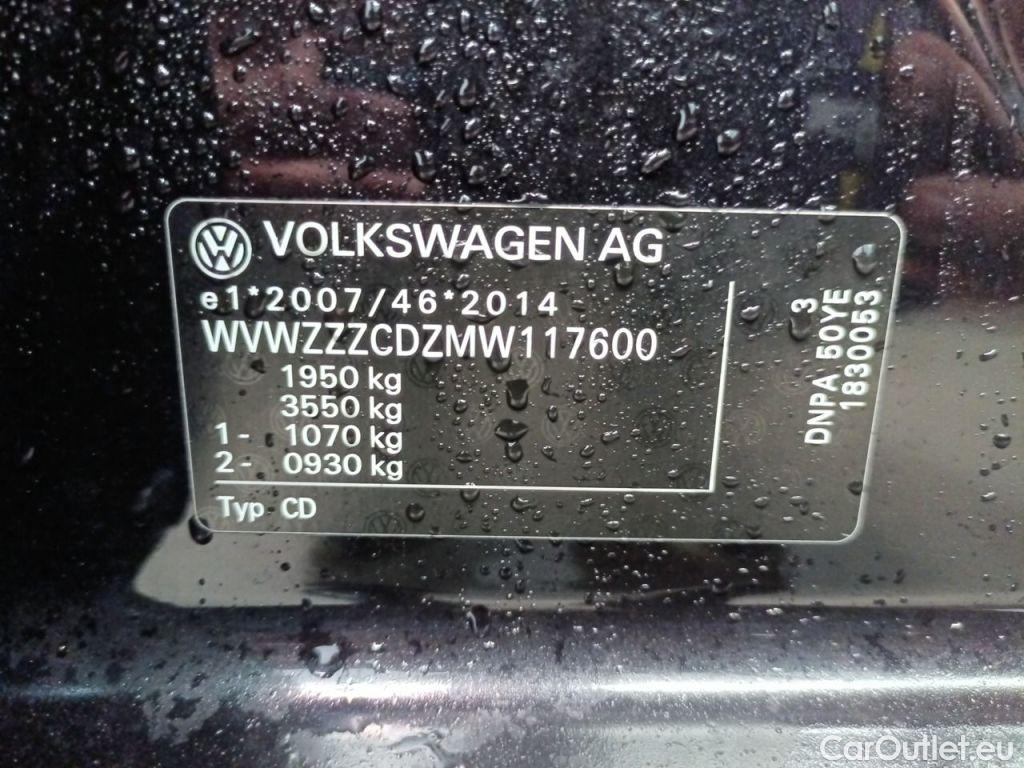 VOLKSWAGEN AG
e1*2007/46*2014
WVWZZZCDZMW117600
1950 kg
3550 kg
1- 1070 kg
2- 0930 kg
Typ CD
3
DNPA 50YE
1830053
CarOutlet.eu